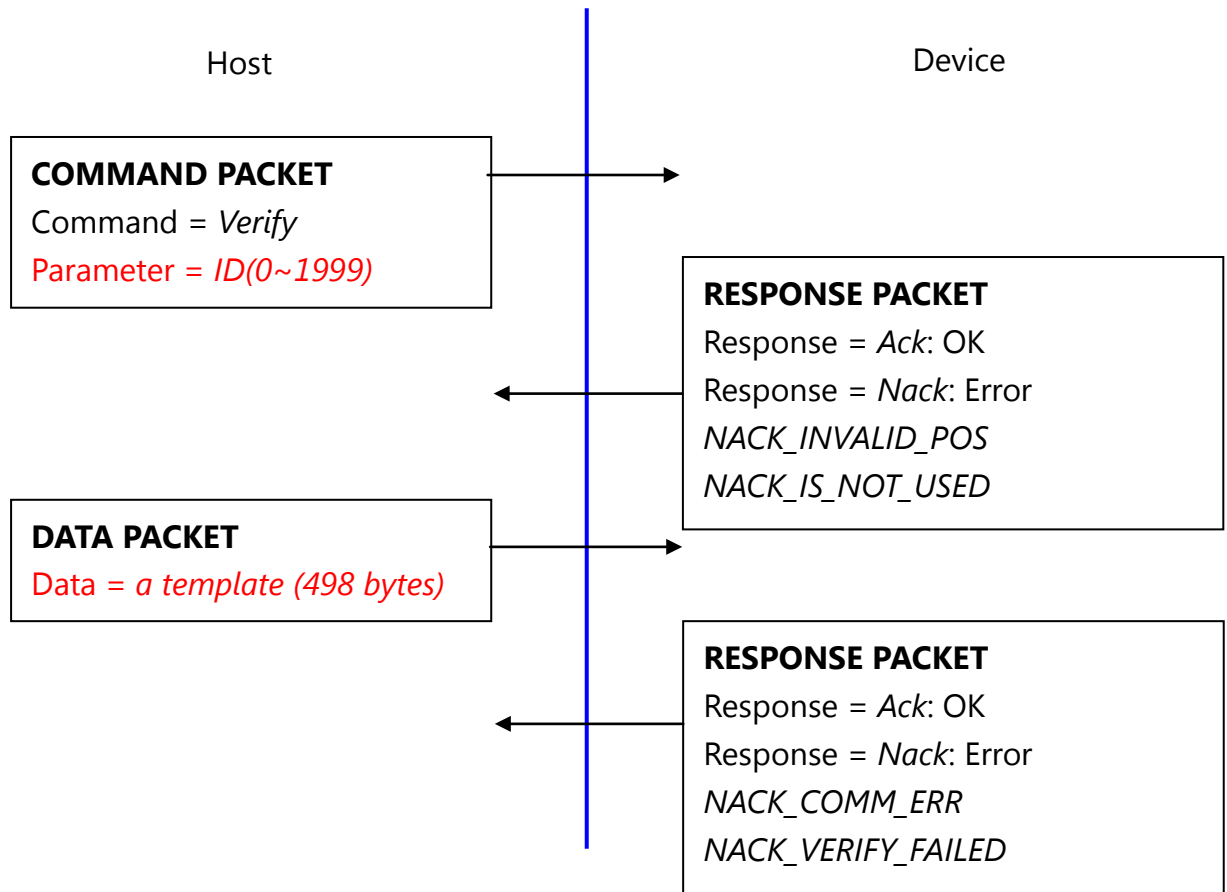 Host
Device
COMMAND PACKET
Command = Verify
Parameter = ID(0~1999)
RESPONSE PACKET
Response = Ack: OK
Response = Nack: Error
NACK_INVALID_POS
NACK_IS_NOT_USED
DATA PACKET
Data = a template (498 bytes)
RESPONSE PACKET
Response = Ack: OK
Response = Nack: Error
NACK_COMM_ERR
NACK_VERIFY_FAILED